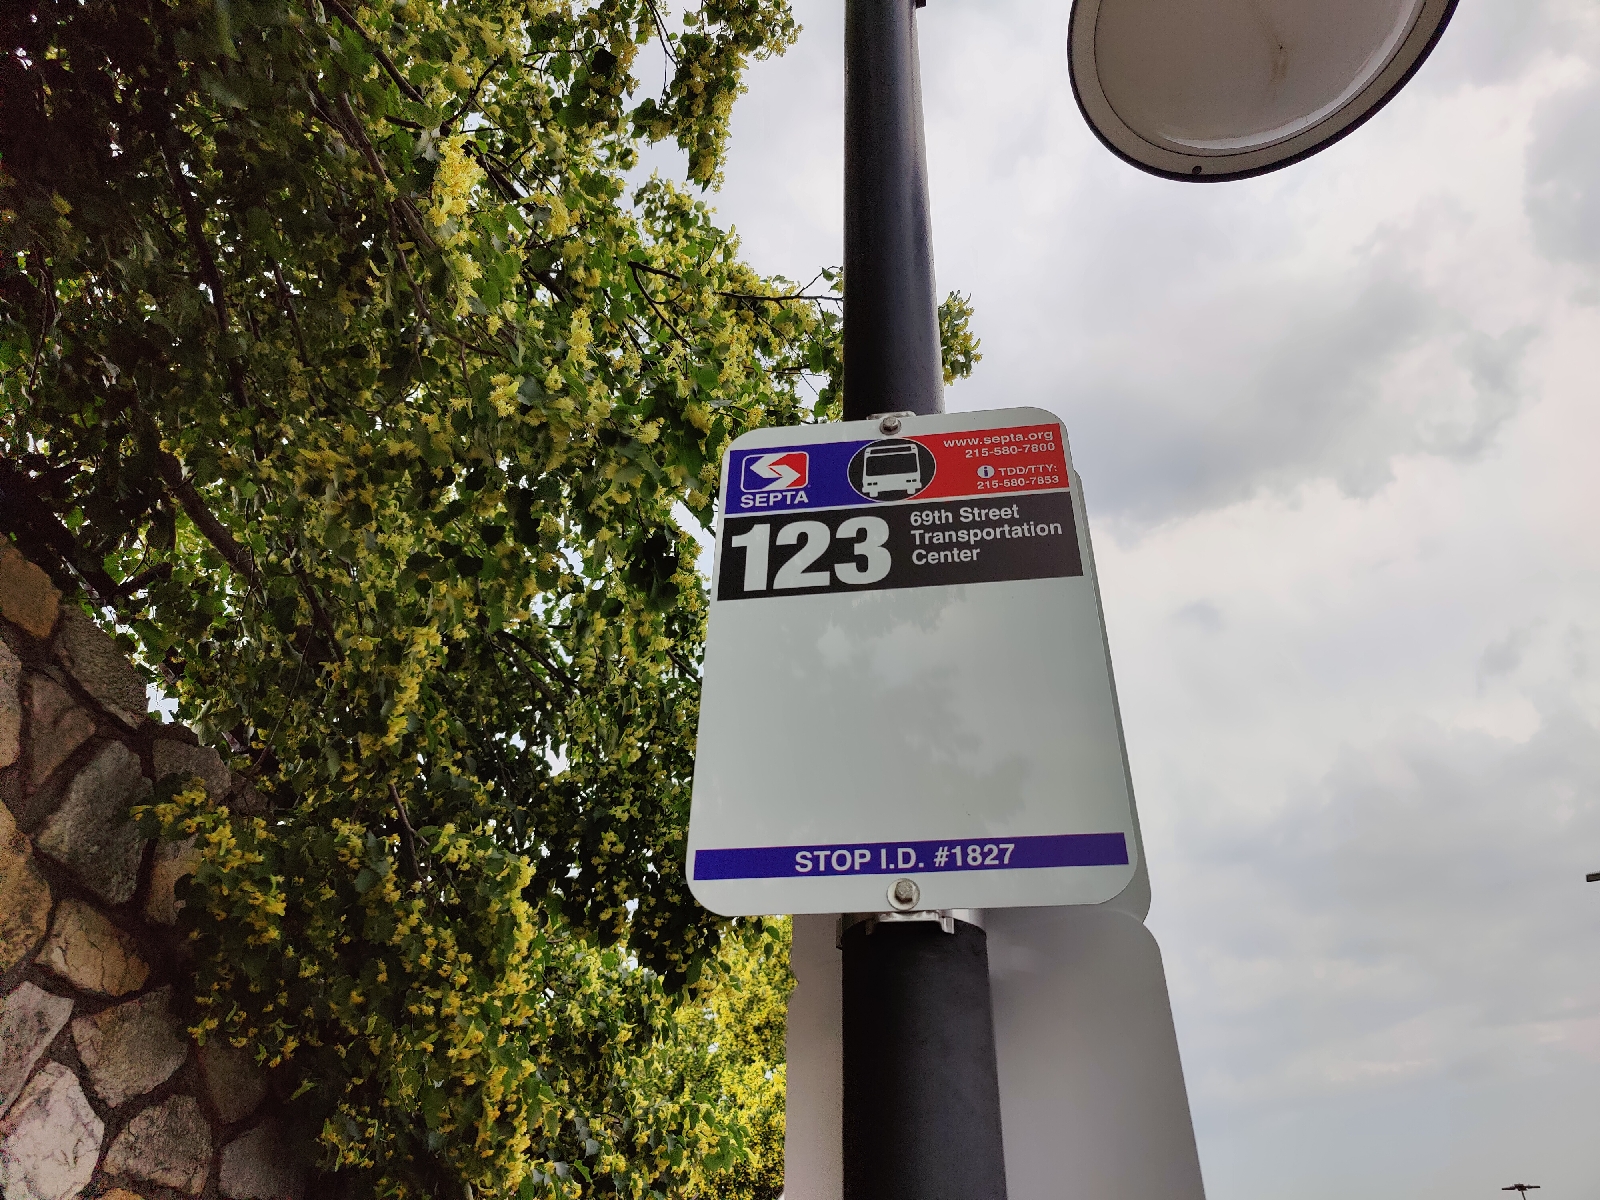 SEPTA
www.septa.org
215-580-7800
i TDD/TTY:
215-580-7853
123
69th Street
Transportation
Center
STOP I.D. #1827